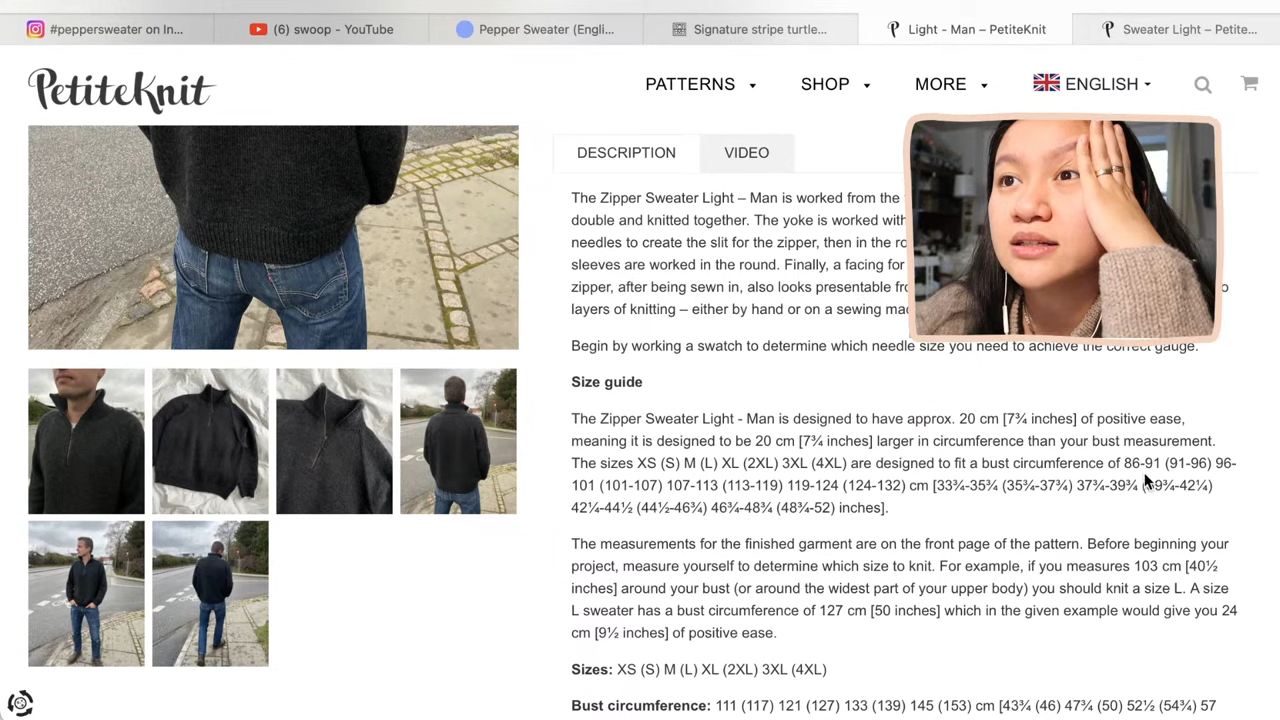 #peppersweater on In...
(6) swoop - YouTube
Pepper Sweater (Engli...
Signature stripe turtle...
Light - Man – PetiteKnit
Sweater Light – Petite...
PetiteKnit
PATTERNS
SHOP
MORE
ENGLISH
DESCRIPTION
VIDEO
The Zipper Sweater Light – Man is worked from the
double and knitted together. The yoke is worked with
needles to create the slit for the zipper, then in the ro
sleeves are worked in the round. Finally, a facing for
zipper, after being sewn in, also looks presentable fr
layers of knitting – either by hand or on a sewing ma
Begin by working a swatch to determine which needle size you need to achieve the correct gauge.
Size guide
The Zipper Sweater Light - Man is designed to have approx. 20 cm [7¾ inches] of positive ease,
meaning it is designed to be 20 cm [7¾ inches] larger in circumference than your bust measurement.
The sizes XS (S) M (L) XL (2XL) 3XL (4XL) are designed to fit a bust circumference of 86-91 (91-96) 96-
101 (101-107) 107-113 (113-119) 119-124 (124-132) cm [33¾-35¾ (35¾-37¾) 37¾-39¾ (39¾-42¼)
42¼-44½ (44½-46¾) 46¾-48¾ (48¾-52) inches].
The measurements for the finished garment are on the front page of the pattern. Before beginning your
project, measure yourself to determine which size to knit. For example, if you measures 103 cm [40½
inches] around your bust (or around the widest part of your upper body) you should knit a size L. A size
L sweater has a bust circumference of 127 cm [50 inches] which in the given example would give you 24
cm [9½ inches] of positive ease.
Sizes: XS (S) M (L) XL (2XL) 3XL (4XL)
Bust circumference: 111 (117) 121 (127) 133 (139) 145 (153) cm [43¾ (46) 47¾ (50) 52½ (54¾) 57